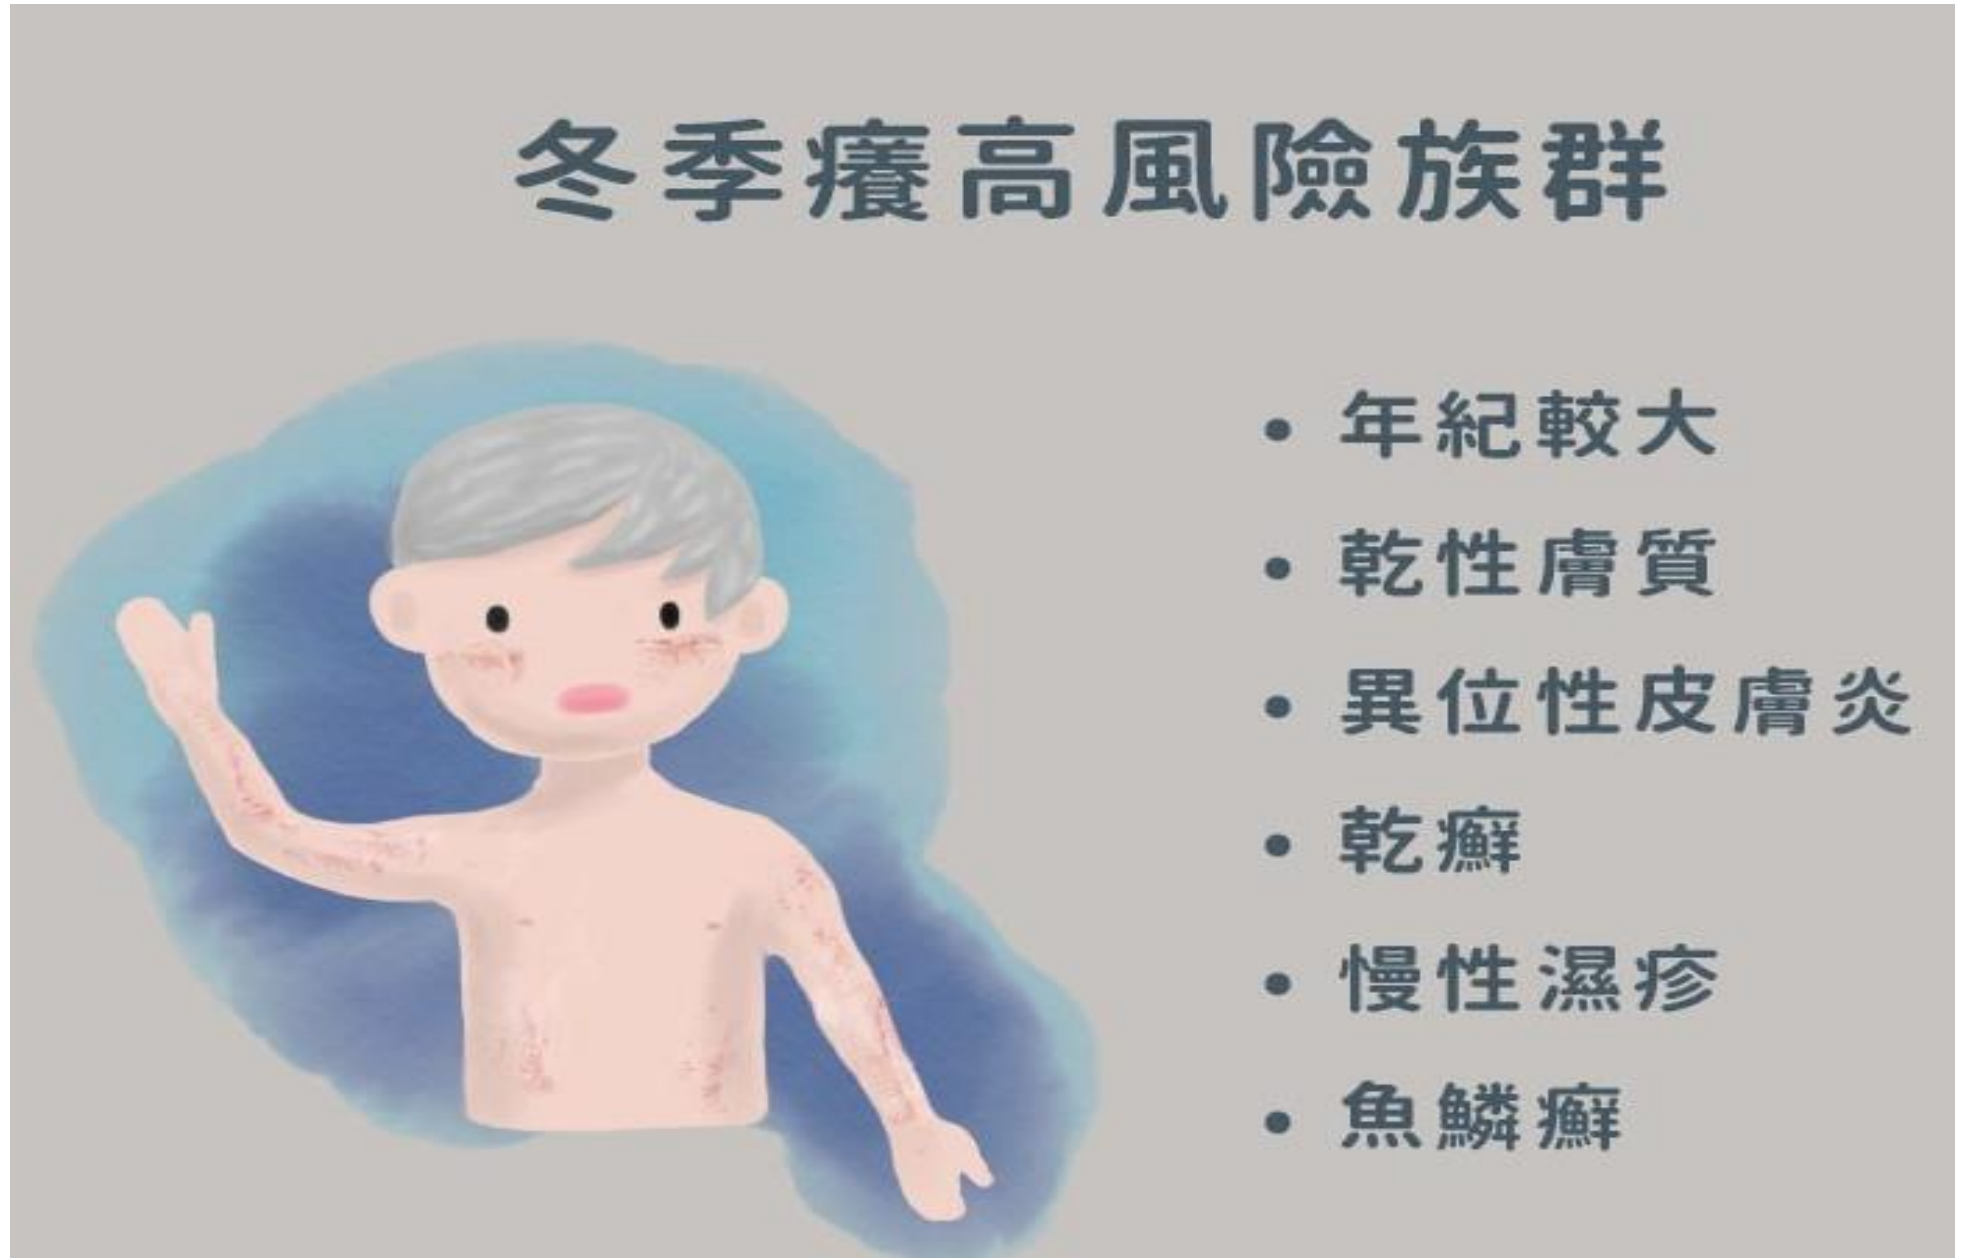 冬季癢高風險族群
• 年紀較大
• 乾性膚質
• 異位性皮膚炎
• 乾癬
• 慢性濕疹
• 魚鱗癬